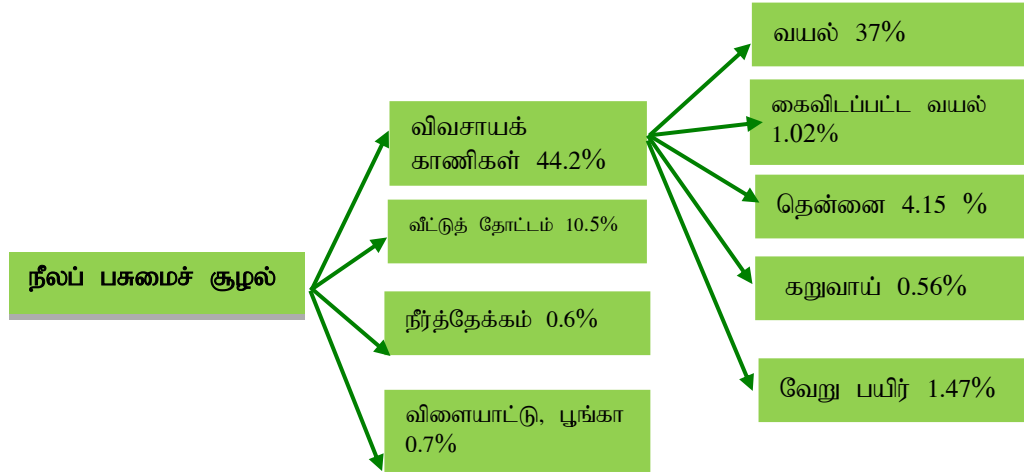 நீலப் பசுமைச் சூழல்
விவசாயக்
காணிகள் 44.2%
வீட்டுத் தோட்டம் 10.5%
நீர்த்தேக்கம் 0.6%
விளையாட்டு, பூங்கா
0.7%
வயல் 37%
கைவிடப்பட்ட வயல்
1.02%
தென்னை 4.15 %
கறுவாய் 0.56%
வேறு பயிர் 1.47%